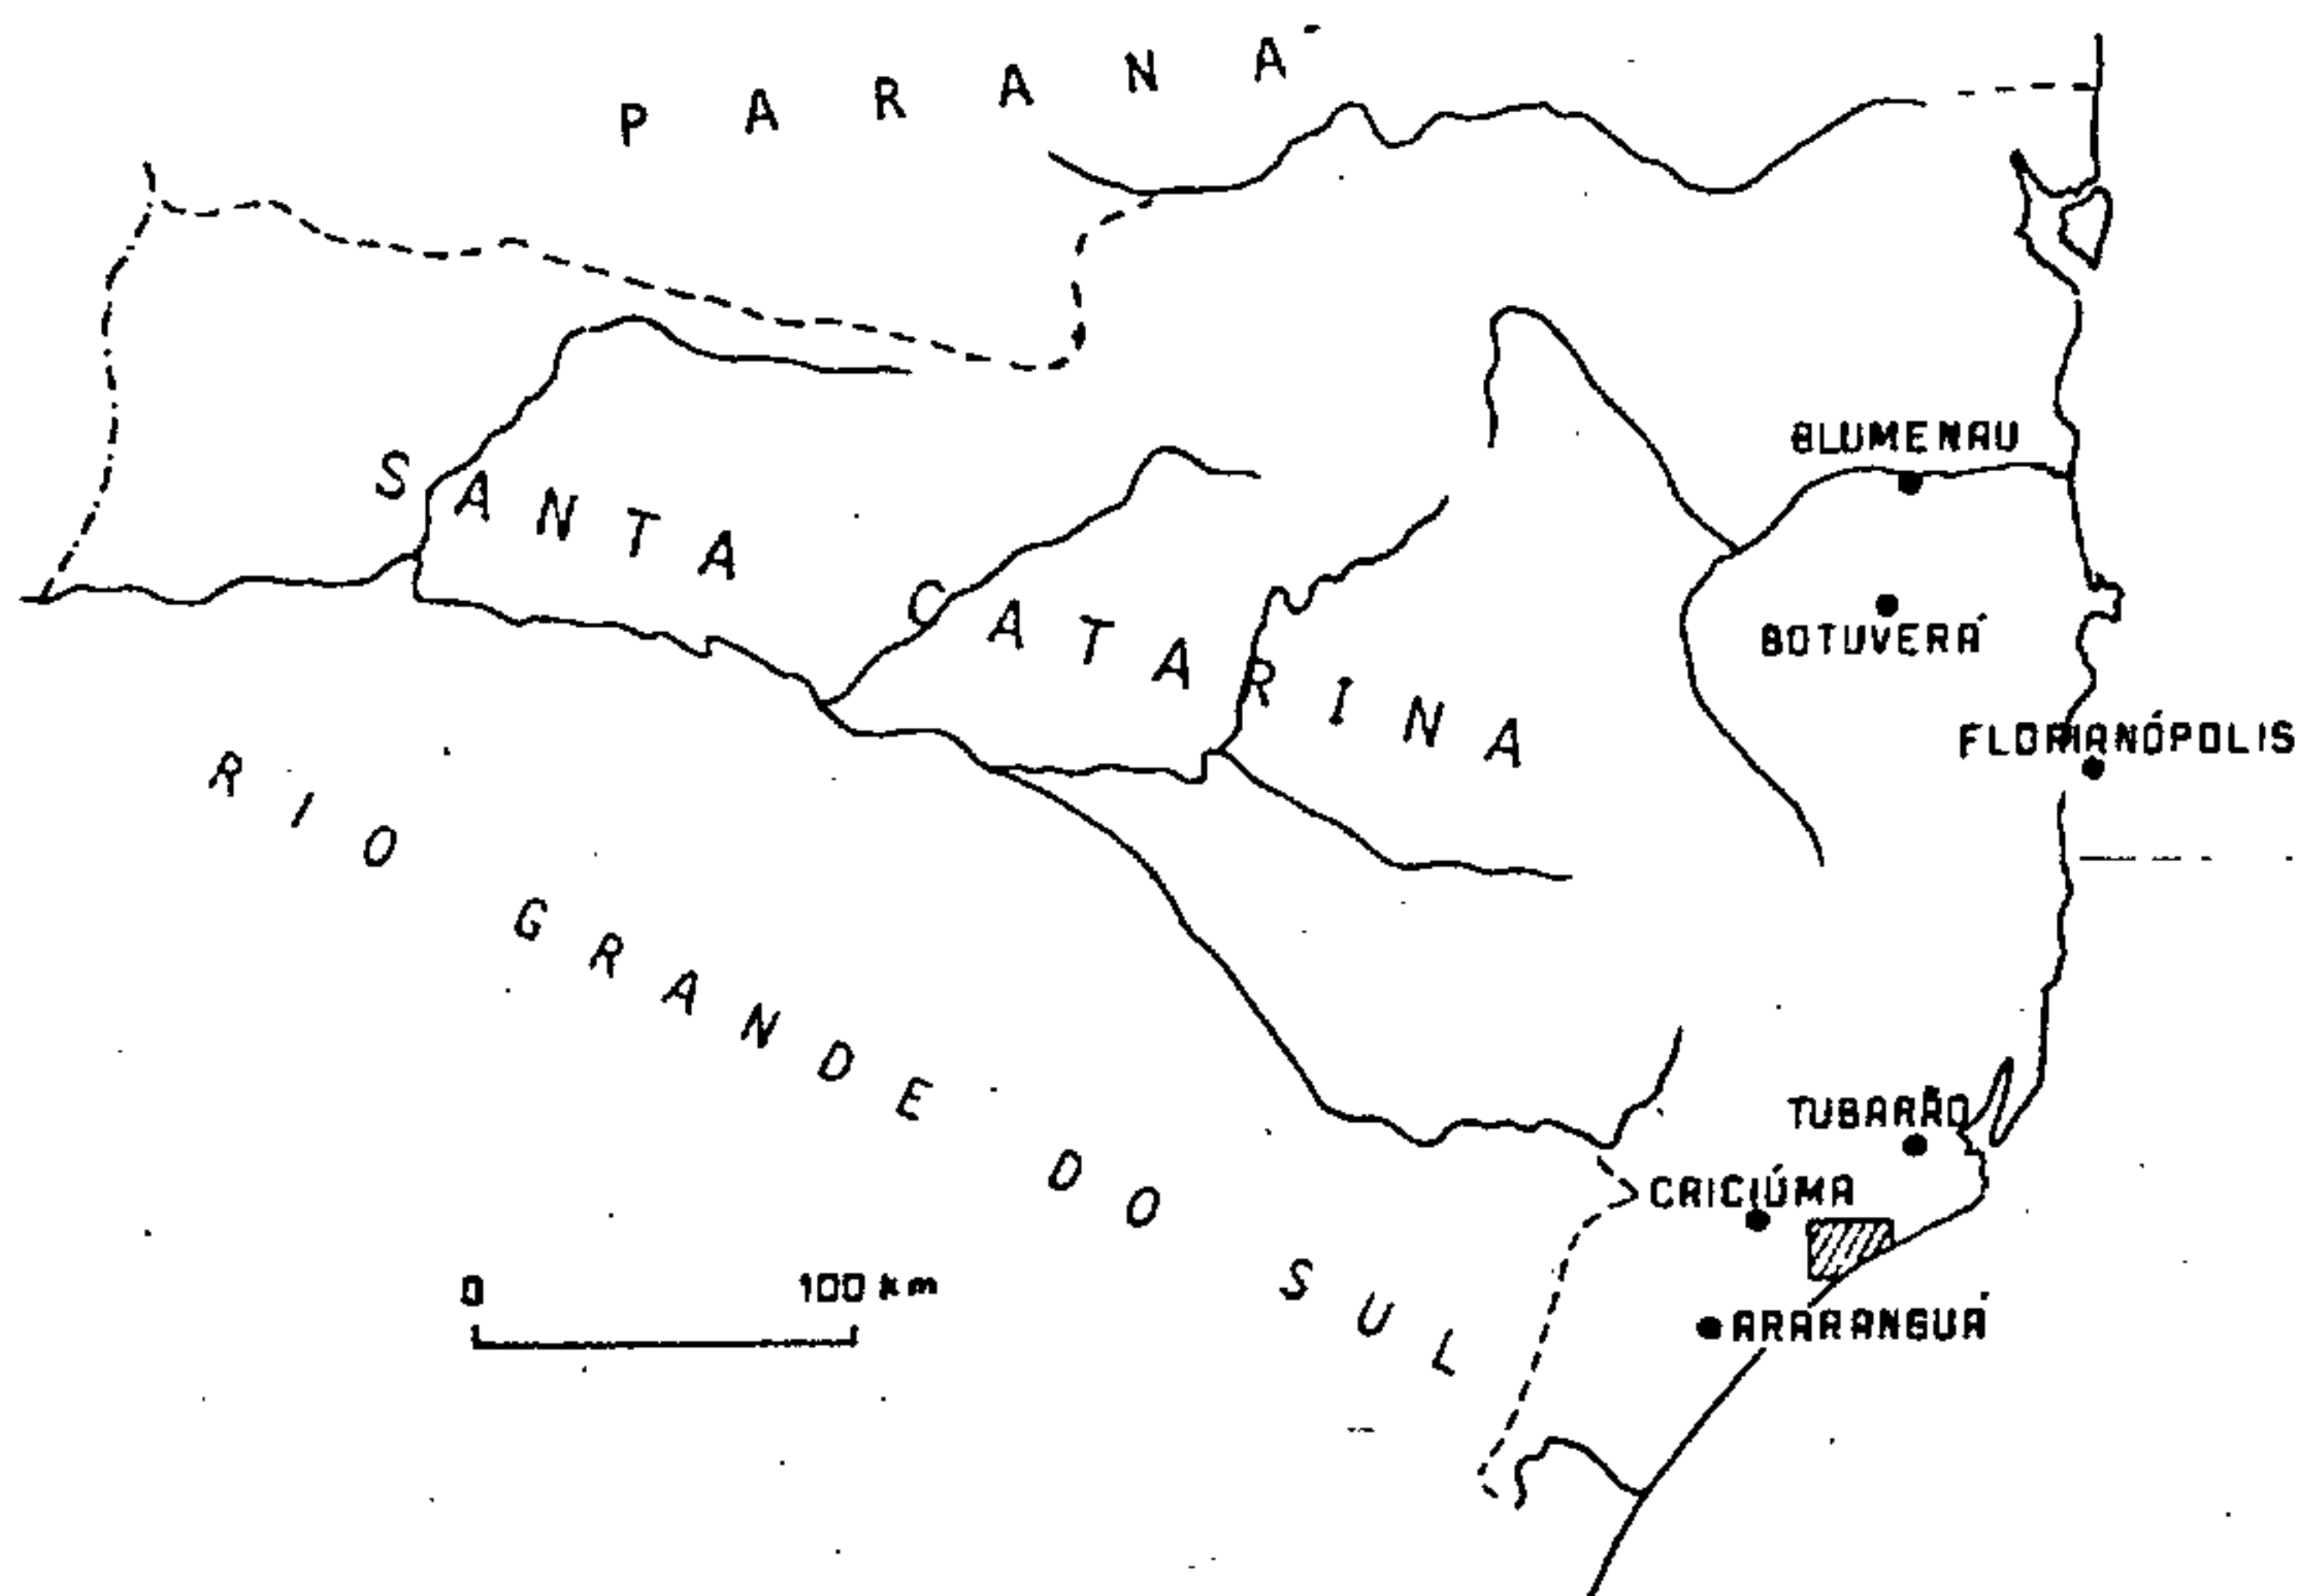 PARANÁ
SANTA CATARINA
BLUMENAU
BOTUVERÁ
FLORIANÓPOLIS
RIO GRANDE DO SUL
TUBARÃO
CRICIÚMA
0 100 km
ARARANGUÁ